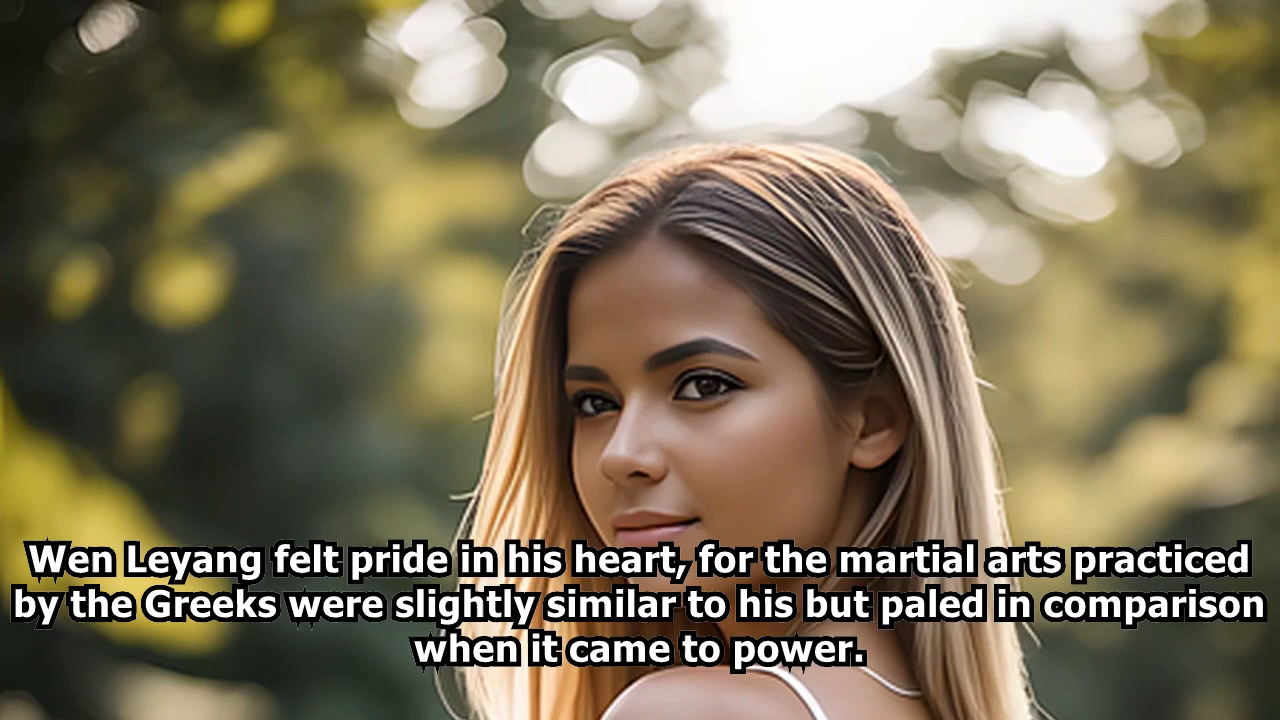 Wen Leyang felt pride in his heart, for the martial arts practiced
by the Greeks were slightly similar to his but paled in comparison
when it came to power.